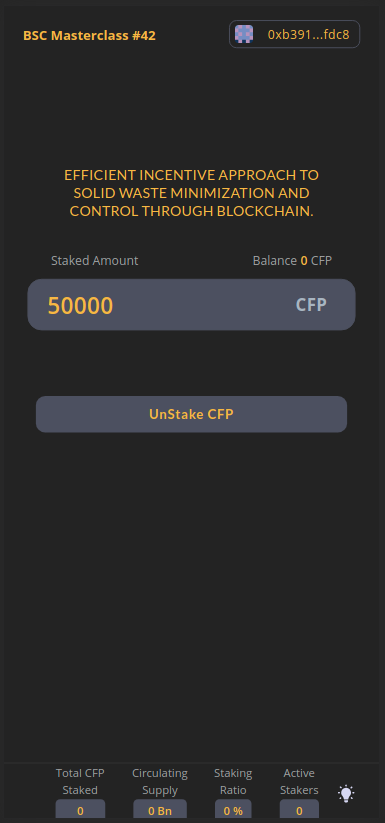 BSC Masterclass #42
0xb391...fdc8
EFFICIENT INCENTIVE APPROACH TO
SOLID WASTE MINIMIZATION AND
CONTROL THROUGH BLOCKCHAIN.
Staked Amount
Balance 0 CFP
50000
CFP
UnStake CFP
Total CFP
Staked
0
Circulating
Supply
0 Bn
Staking
Ratio
0 %
Active
Stakers
0